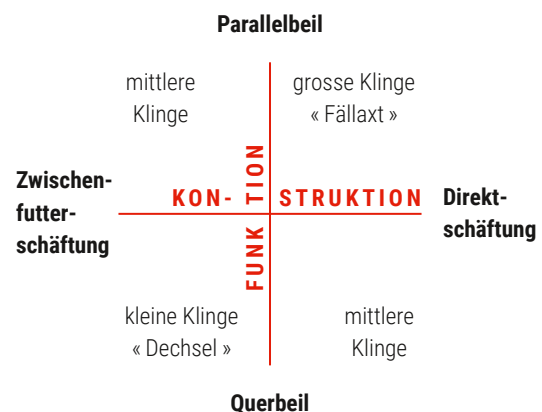 Parallelbeil
mittlere
Klinge
grosse Klinge
« Fällaxt »
Zwischen-
futter-
schäftung
KON-
STRUKTION
FUNK TION
Direkt-
schäftung
kleine Klinge
« Dechsel »
mittlere
Klinge
Querbeil